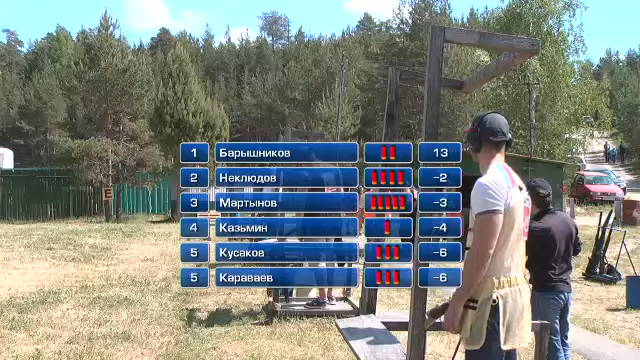 1 Барышников 13
2 Неклюдов -2
3 Мартынов -3
4 Казьмин -4
5 Кусаков -6
5 Караваев -6
E